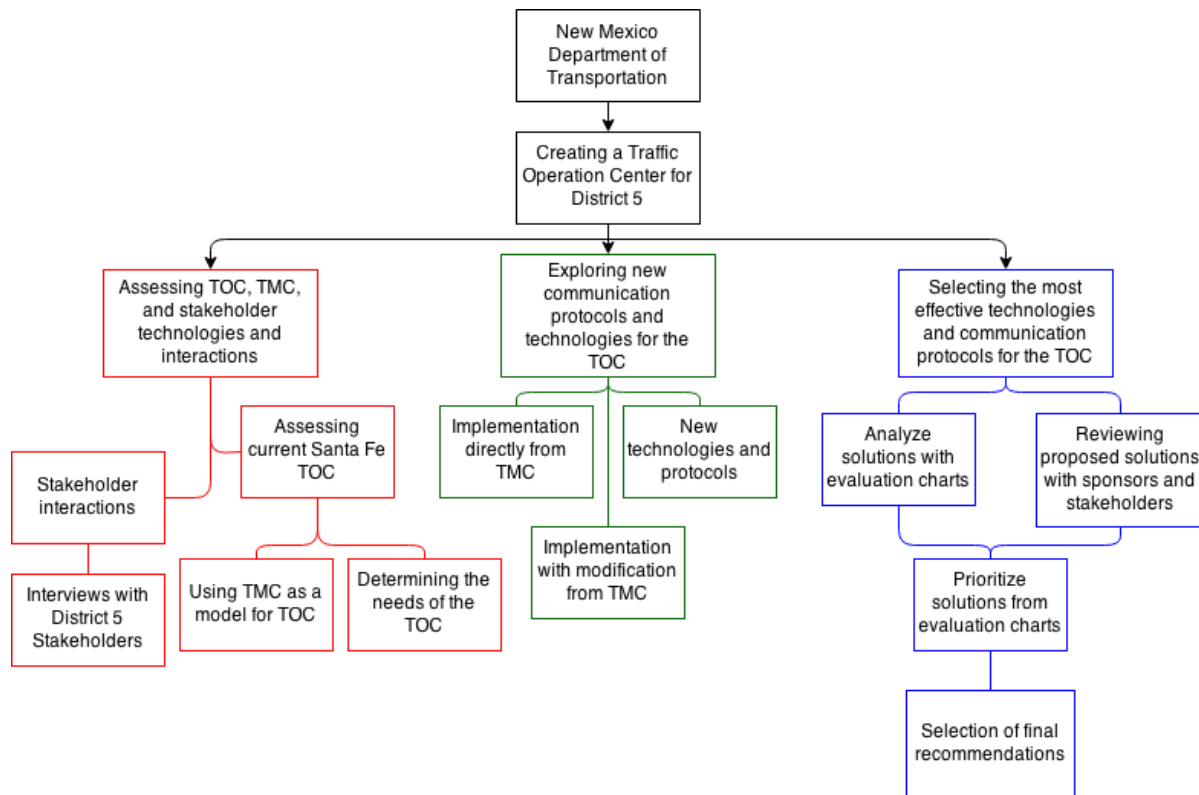 New Mexico
Department of
Transportation
Creating a Traffic
Operation Center for
District 5
Assessing TOC, TMC,
and stakeholder
technologies and
interactions
Exploring new
communication
protocols and
technologies for the
TOC
Selecting the most
effective technologies
and communication
protocols for the TOC
Stakeholder
interactions
Assessing
current Santa Fe
TOC
Interviews with
District 5
Stakeholders
Using TMC as a
model for TOC
Determining the
needs of the
TOC
Implementation
directly from
TMC
New
technologies and
protocols
Implementation
with modification
from TMC
Analyze
solutions with
evaluation charts
Reviewing
proposed solutions
with sponsors and
stakeholders
Prioritize
solutions from
evaluation charts
Selection of final
recommendations